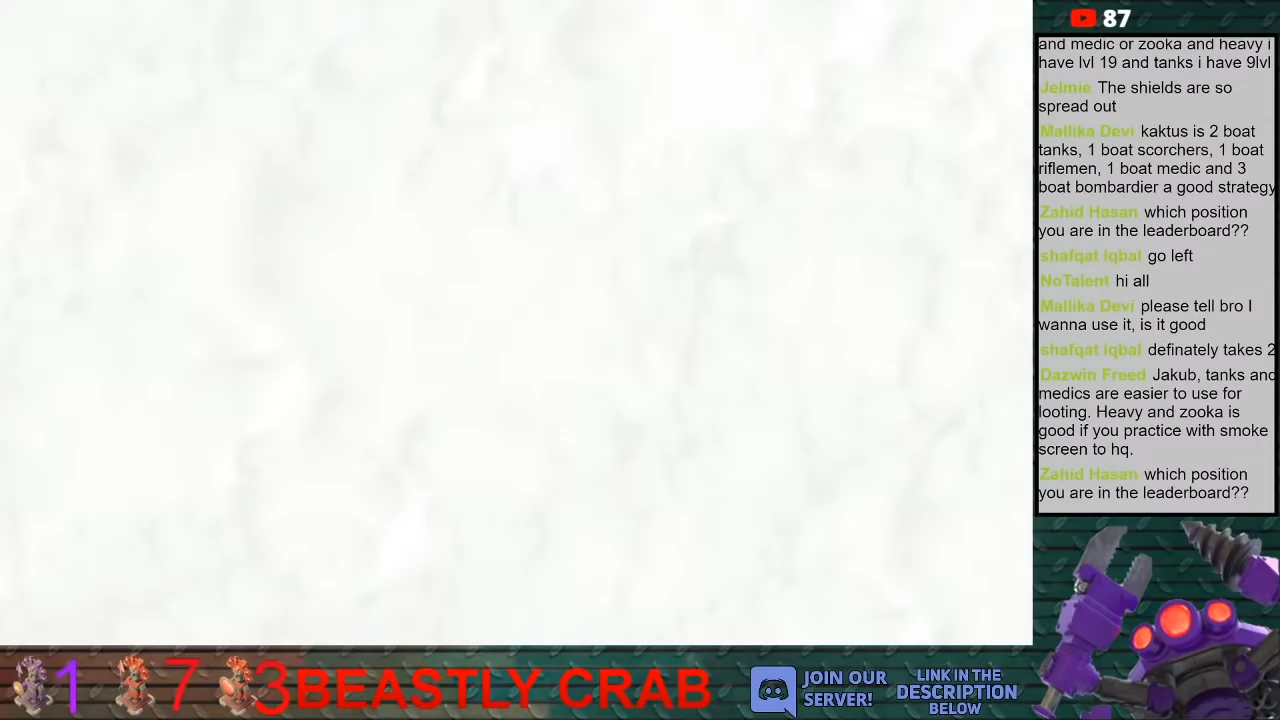 87
and medic or zooka and heavy i
have lvl 19 and tanks i have 9lvl
Jelmie The shields are so
spread out
Mallika Devi kaktus is 2 boat
tanks, 1 boat scorchers, 1 boat
riflemen, 1 boat medic and 3
boat bombardier a good strategy
Zahid Hasan which position
you are in the leaderboard??
shafqat iqbal go left
NoTalent hi all
Mallika Devi please tell bro I
wanna use it, is it good
shafqat iqbal definately takes 2
Dazwin Freed Jakub, tanks and
medics are easier to use for
looting. Heavy and zooka is
good if you practice with smoke
screen to hq.
Zahid Hasan which position
you are in the leaderboard??
1 7 3 BEASTLY CRAB
JOIN OUR
SERVER!
LINK IN THE
DESCRIPTION
BELOW